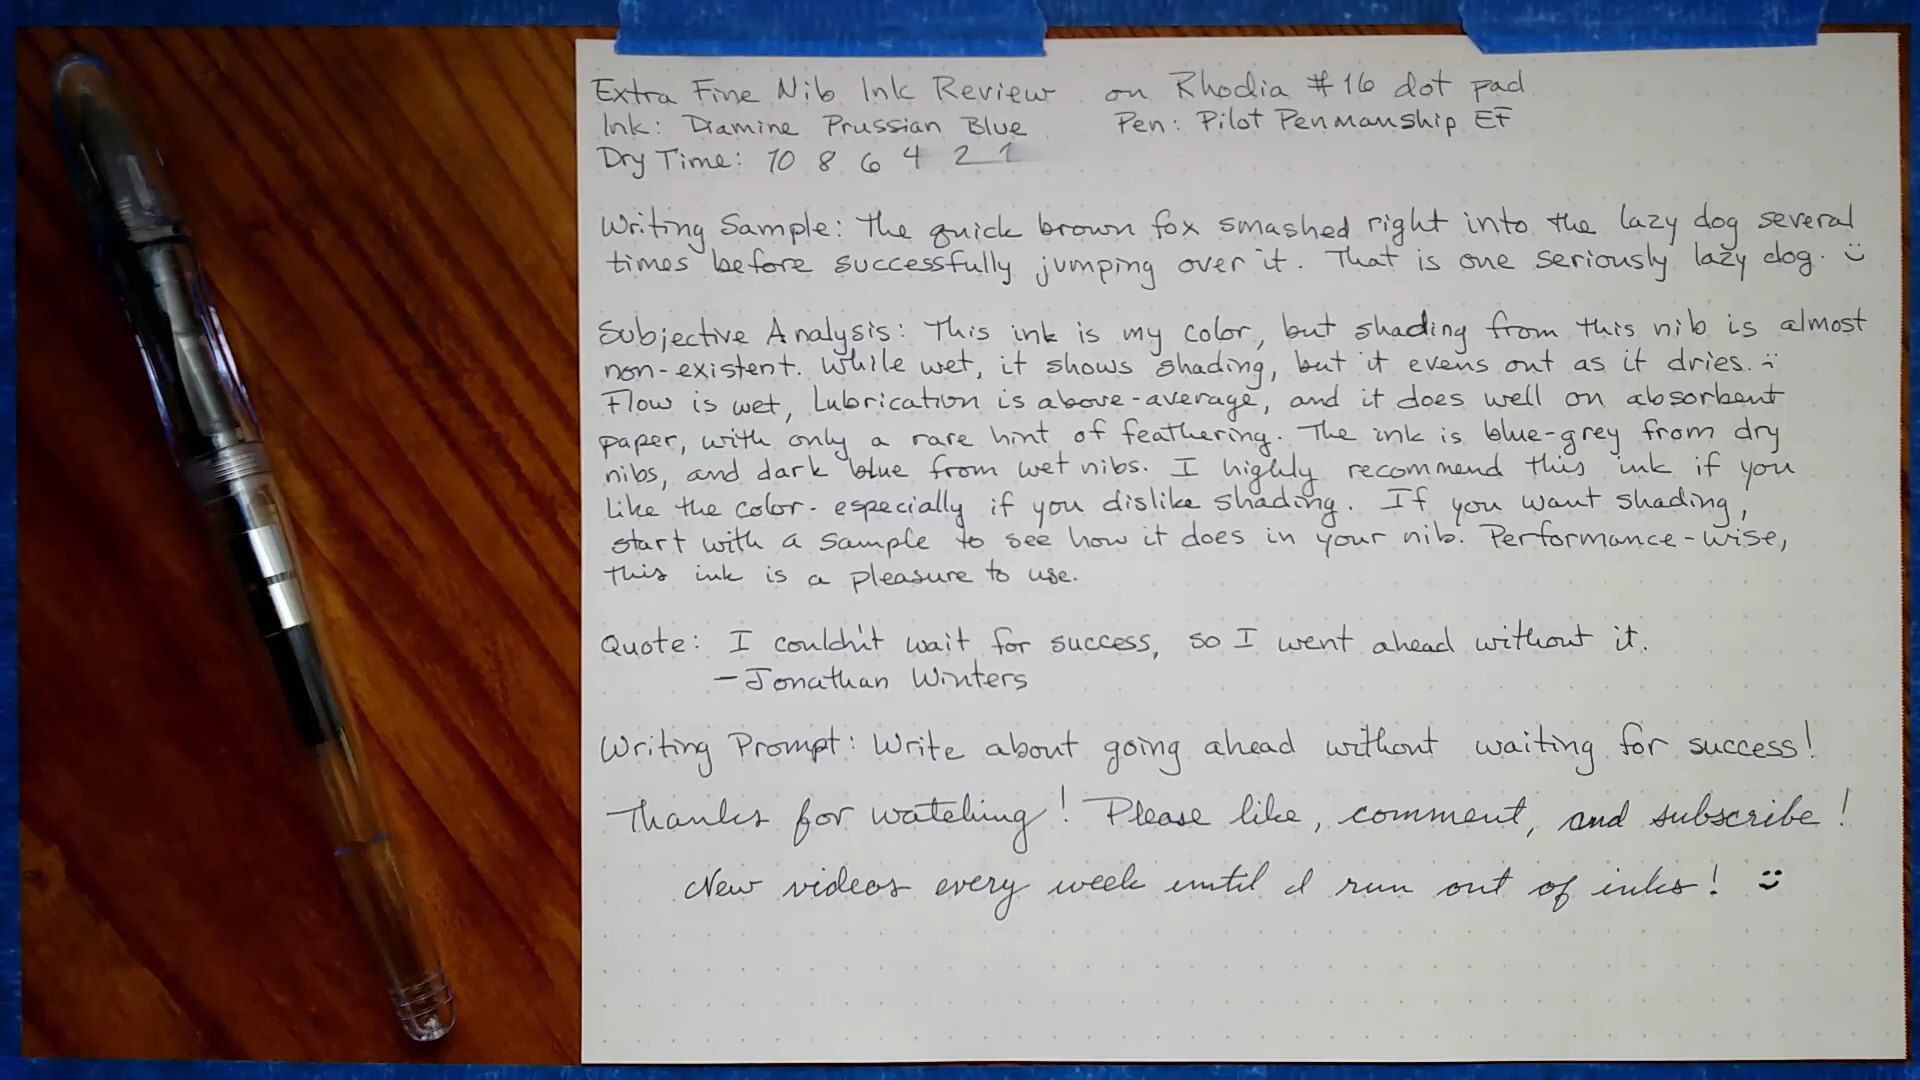 Extra Fine Nib Ink Review on Rhodia #16 dot pad
Ink: Diamine Prussian Blue Pen: Pilot Penmanship EF
Dry Time: 10 8 6 4 2 1
Writing Sample: The quick brown fox smashed right into the lazy dog several
times before successfully jumping over it. That is one seriously lazy dog. :)
Subjective Analysis: This ink is my color, but shading from this nib is almost
non-existent. While wet, it shows shading, but it evens out as it dries. :(
Flow is wet, Lubrication is above-average, and it does well on absorbent
paper, with only a rare hint of feathering. The ink is blue-grey from dry
nibs, and dark blue from wet nibs. I highly recommend this ink if you
like the color - especially if you dislike shading. If you want shading,
start with a sample to see how it does in your nib. Performance-wise,
this ink is a pleasure to use.
Quote: I couldn't wait for success, so I went ahead without it.
- Jonathan Winters
Writing Prompt: Write about going ahead without waiting for success!
Thanks for watching! Please like, comment, and subscribe!
New videos every week until I run out of inks! :)